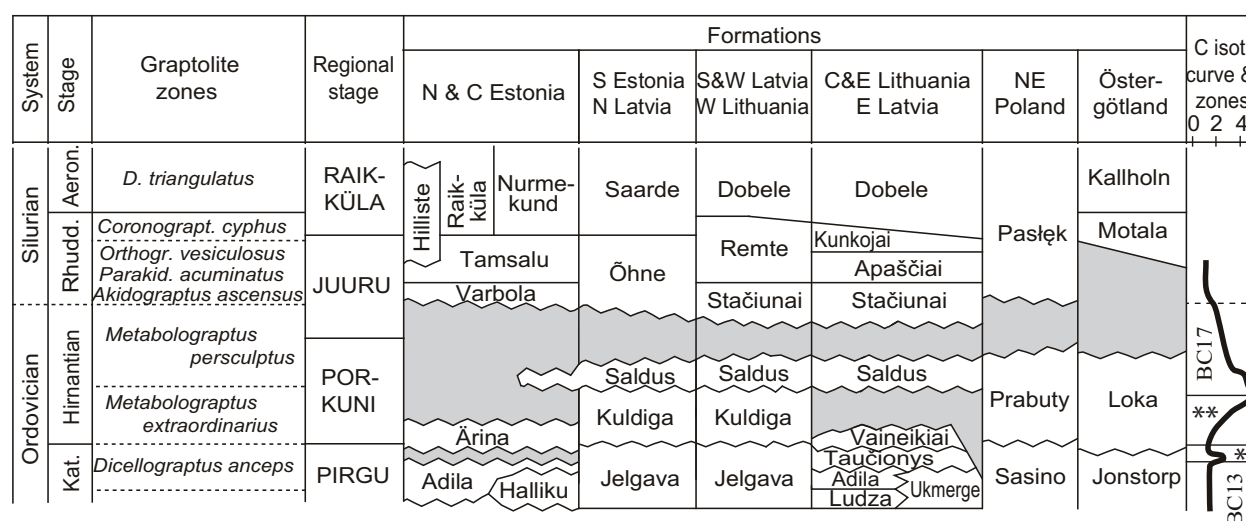 System
Stage
Graptolite
zones
Regional
stage
Formations
N & C Estonia
S Estonia
N Latvia
S&W Latvia
W Lithuania
C&E Lithuania
E Latvia
NE
Poland
Öster-
götland
C isot
curve &
zones
0 2 4
Silurian
Ordovician
Aeron.
Rhudd.
Hirnantian
Kat.
D. triangulatus
Coronograpt. cyphus
Orthogr. vesiculosus
Parakid. acuminatus
Akidograptus ascensus
Metabolograptus
persculptus
Metabolograptus
extraordinarius
Dicellograptus anceps
RAIK-
KÜLA
JUURU
POR-
KUNI
PIRGU
Hilliste
Raik-
küla
Nurme-
kund
Tamsalu
Varbola
Ärina
Adila
Halliku
Saarde
Õhne
Saldus
Kuldiga
Jelgava
Dobele
Remte
Stačiunai
Saldus
Kuldiga
Jelgava
Dobele
Kunkojai
Apaščiai
Stačiunai
Saldus
Vaineikiai
Taučionys
Adila
Ludza
Ukmerge
Pasłęk
Prabuty
Sasino
Kallholn
Motala
Loka
Jonstorp
BC17
**
*
BC13